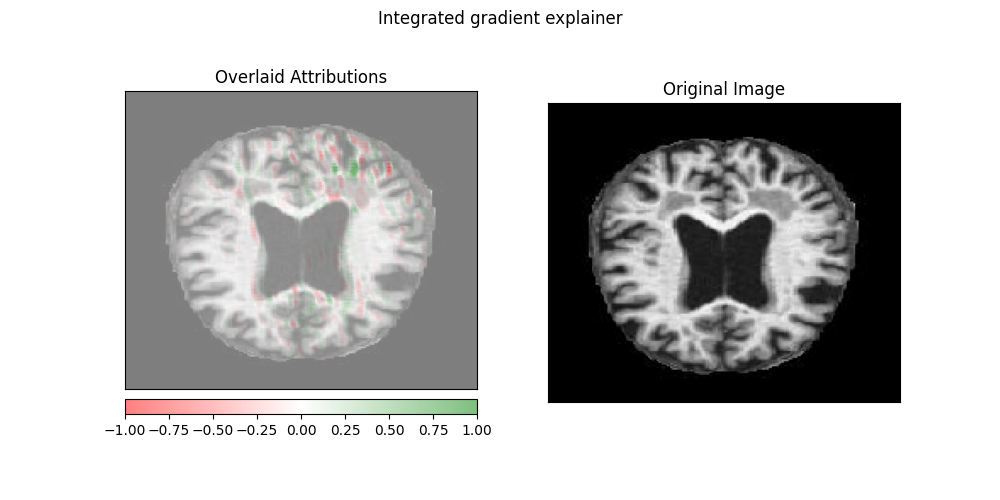 Integrated gradient explainer
Overlaid Attributions
Original Image
−1.00 −0.75 −0.50 −0.25 0.00 0.25 0.50 0.75 1.00